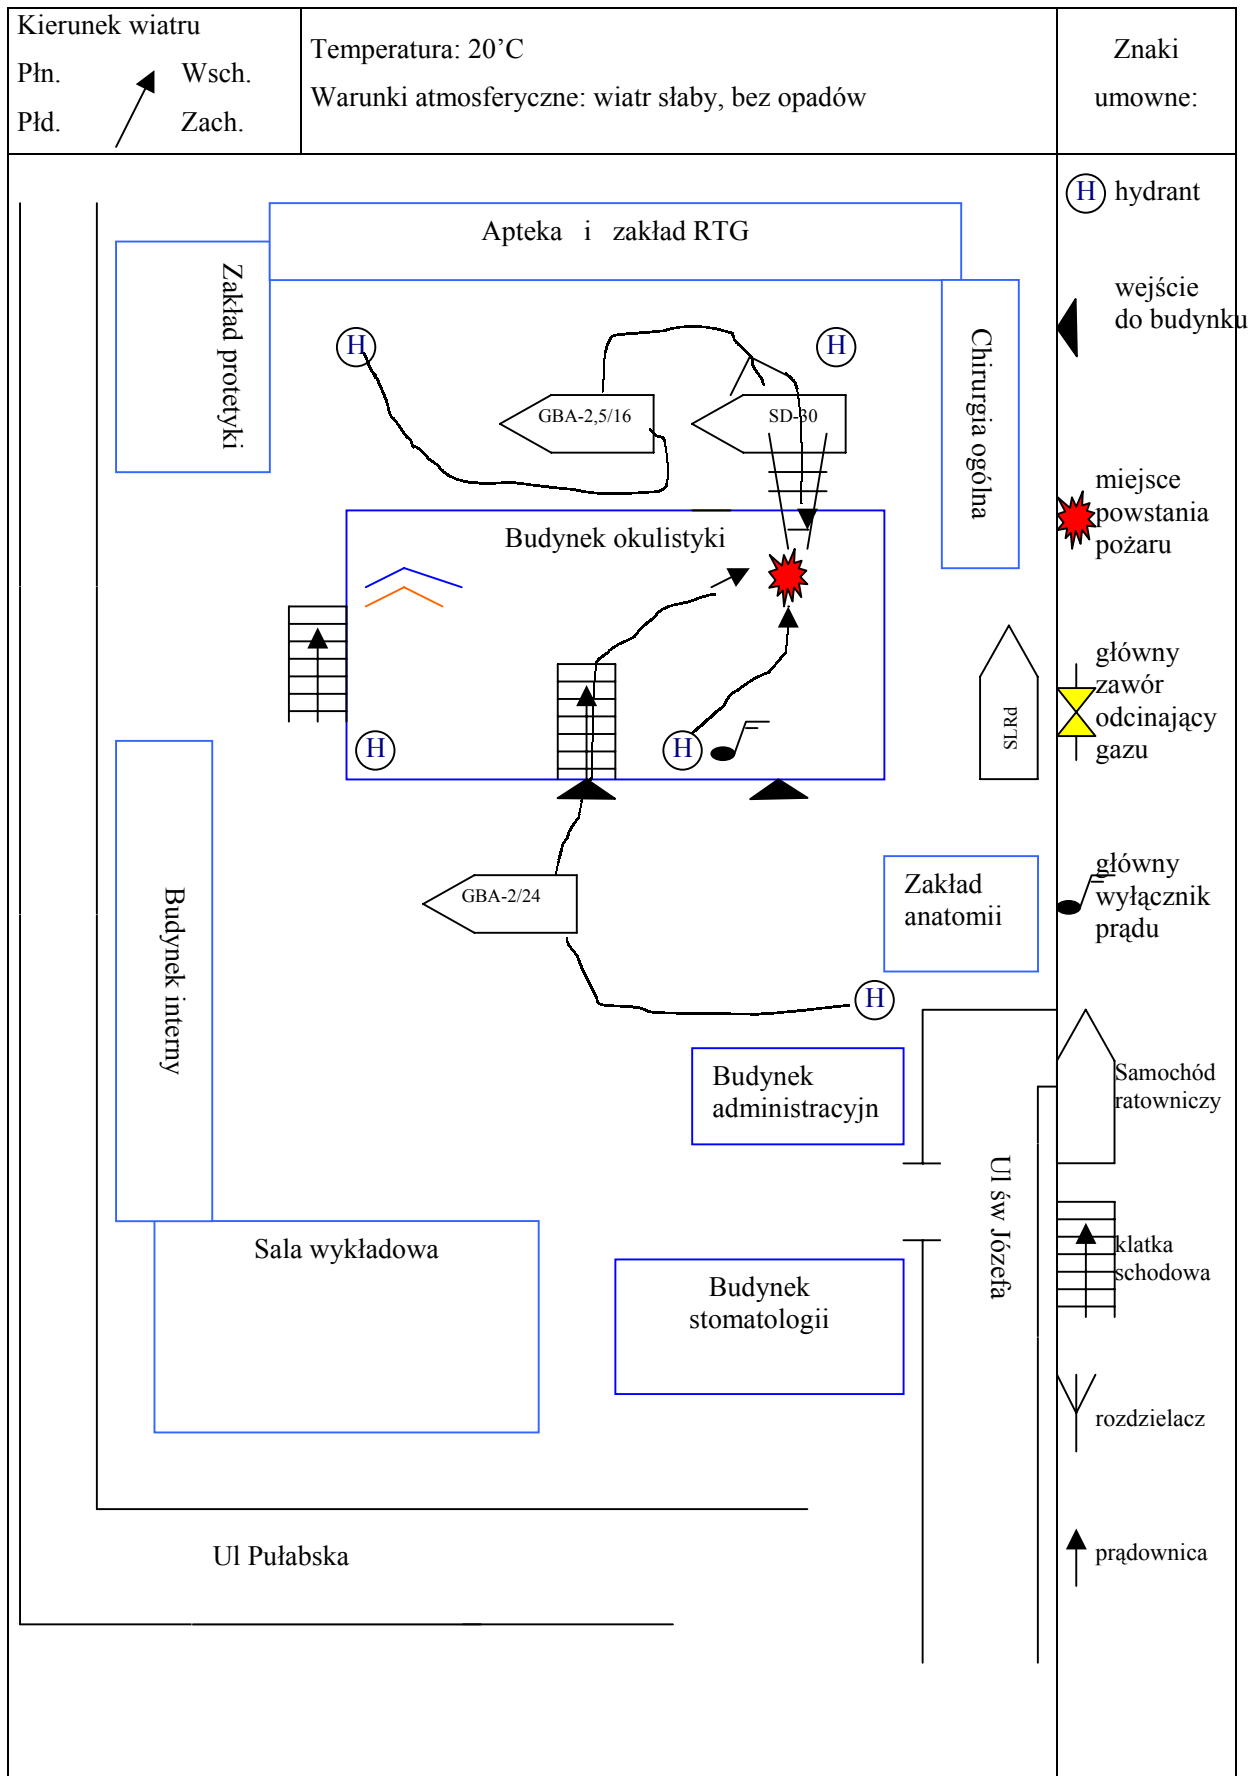 Kierunek wiatru
Płn. Wsch.
Płd. Zach.
Temperatura: 20’C
Warunki atmosferyczne: wiatr słaby, bez opadów
Znaki
umowne:
H hydrant
wejście
do budynku
miejsce
powstania
pożaru
główny
zawór
odcinający
gazu
główny
wyłącznik
prądu
Samochód
ratowniczy
klatka
schodowa
rozdzielacz
prądownica
Apteka i zakład RTG
Zakład protetyki
H
H
Chirurgia ogólna
GBA-2,5/16
SD-30
Budynek okulistyki
SLRd
H
H
GBA-2/24
Zakład
anatomii
Budynek interny
H
Budynek
administracyjn
Ul św Józefa
Sala wykładowa
Budynek
stomatologii
Ul Pułabska